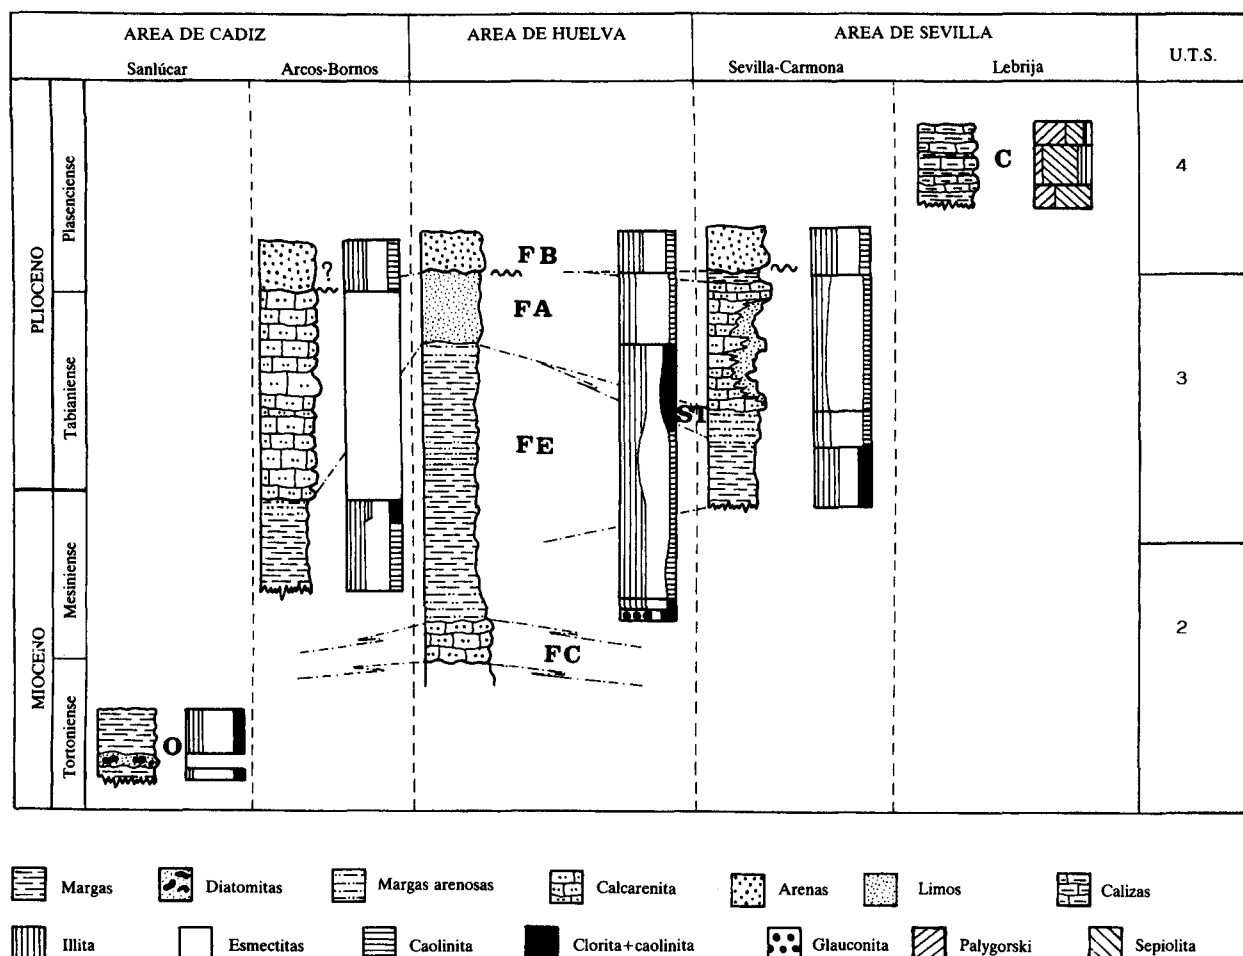 AREA DE CADIZ
AREA DE HUELVA
AREA DE SEVILLA
U.T.S.
Sanlúcar
Arcos-Bornos
Sevilla-Carmona
Lebrija
PLIOCENO
Plasenciense
Tabianiense
MIOCENO
Mesiniense
Tortoniense
C
4
?
FB
FA
3
ST
FE
2
FC
O
Margas
Diatomitas
Margas arenosas
Calcarenita
Arenas
Limos
Calizas
Illita
Esmectitas
Caolinita
Clorita+caolinita
Glauconita
Palygorski
Sepiolita